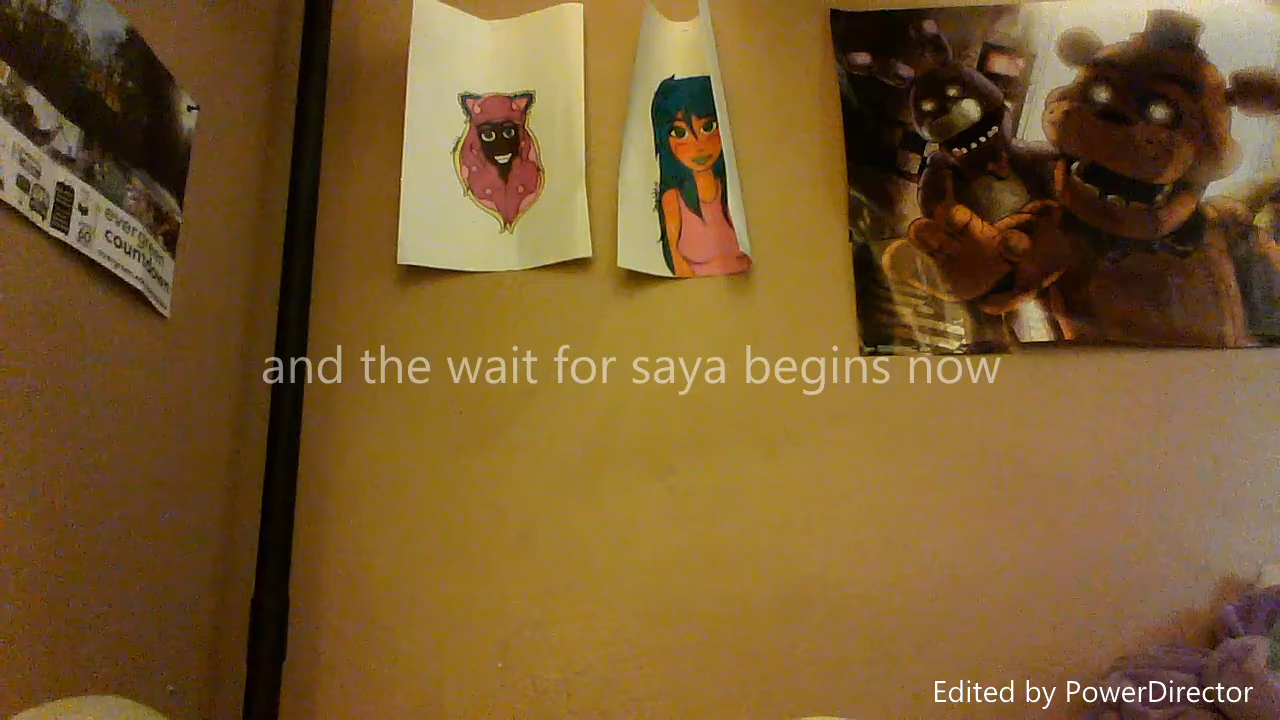 evergreen
countdown
and the wait for saya begins now
Edited by PowerDirector